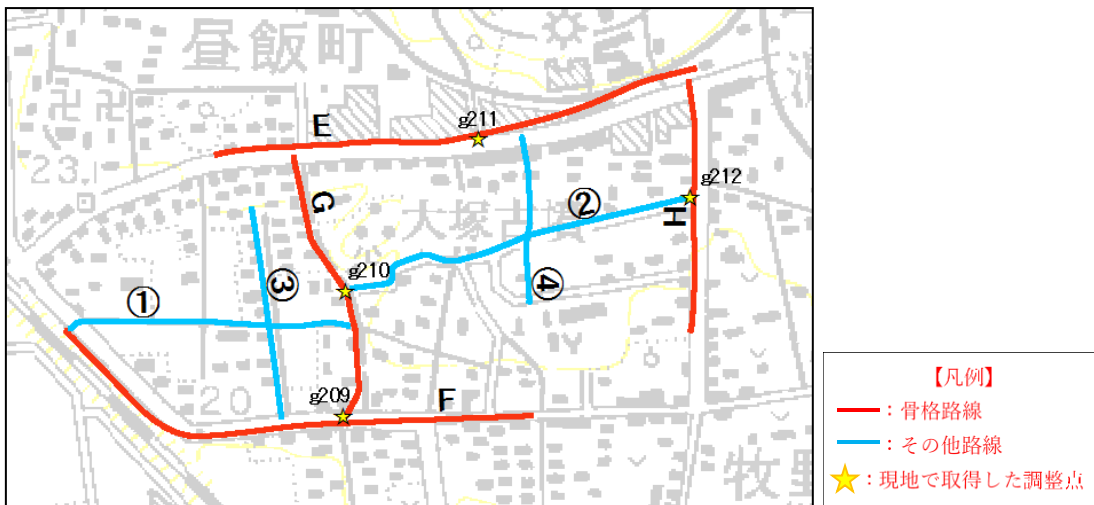 昼飯町
E
g211
23.1
G
g212
大塚古墳
②
H
g210
③
④
①
20
g209
F
牧野
【凡例】
:骨格路線
:その他路線
:現地で取得した調整点